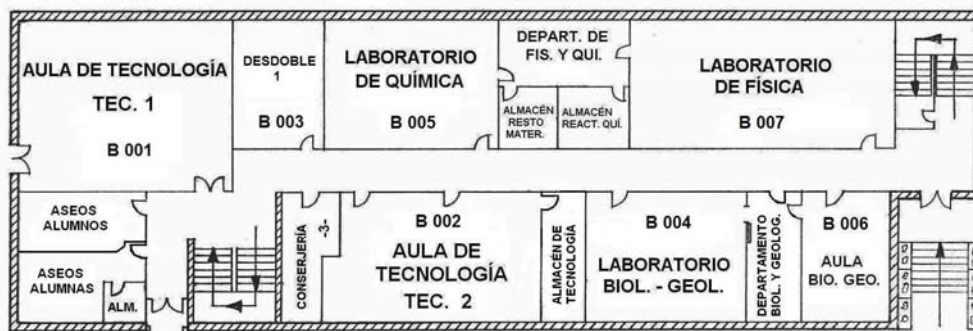 AULA DE TECNOLOGÍA
TEC. 1
B 001
DESDOBLE
1
B 003
LABORATORIO
DE QUÍMICA
B 005
DEPART. DE
FIS. Y QUI.
ALMACÉN
RESTO
MATER.
ALMACÉN
REACT. QUÍ.
LABORATORIO
DE FÍSICA
B 007
ASEOS
ALUMNOS
ASEOS
ALUMNAS
ALM.
CONSERJERÍA
-3-
B 002
AULA DE
TECNOLOGÍA
TEC. 2
ALMACÉN DE
TECNOLOGÍA
B 004
LABORATORIO
BIOL. - GEOL.
DEPARTAMENTO
BIOL. Y GEOLOG.
B 006
AULA
BIO. GEO.